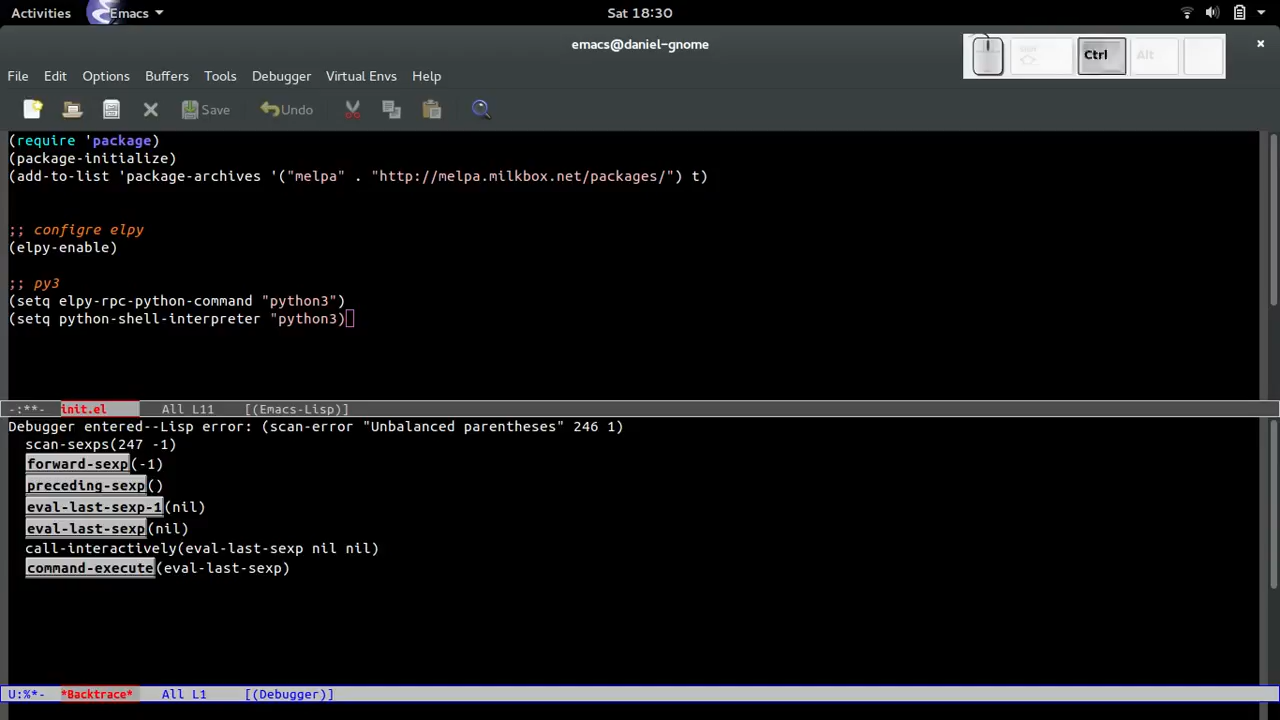 Activities Emacs Sat 18:30
emacs@daniel-gnome
Ctrl Alt
×
File Edit Options Buffers Tools Debugger Virtual Envs Help
Save Undo
(require 'package)
(package-initialize)
(add-to-list 'package-archives '("melpa" . "http://melpa.milkbox.net/packages/") t)
;; configre elpy
(elpy-enable)
;; py3
(setq elpy-rpc-python-command "python3")
(setq python-shell-interpreter "python3)
-:**- init.el All L11 [(Emacs-Lisp)]
Debugger entered--Lisp error: (scan-error "Unbalanced parentheses" 246 1)
scan-sexps(247 -1)
forward-sexp(-1)
preceding-sexp()
eval-last-sexp-1(nil)
eval-last-sexp(nil)
call-interactively(eval-last-sexp nil nil)
command-execute(eval-last-sexp)
U:%*- *Backtrace* All L1 [(Debugger)]